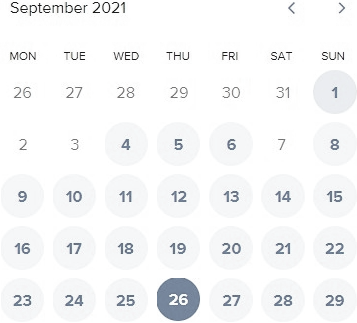 September 2021
MON TUE WED THU FRI SAT SUN
26 27 28 29 30 31 1
2 3 4 5 6 7 8
9 10 11 12 13 14 15
16 17 18 19 20 21 22
23 24 25 26 27 28 29